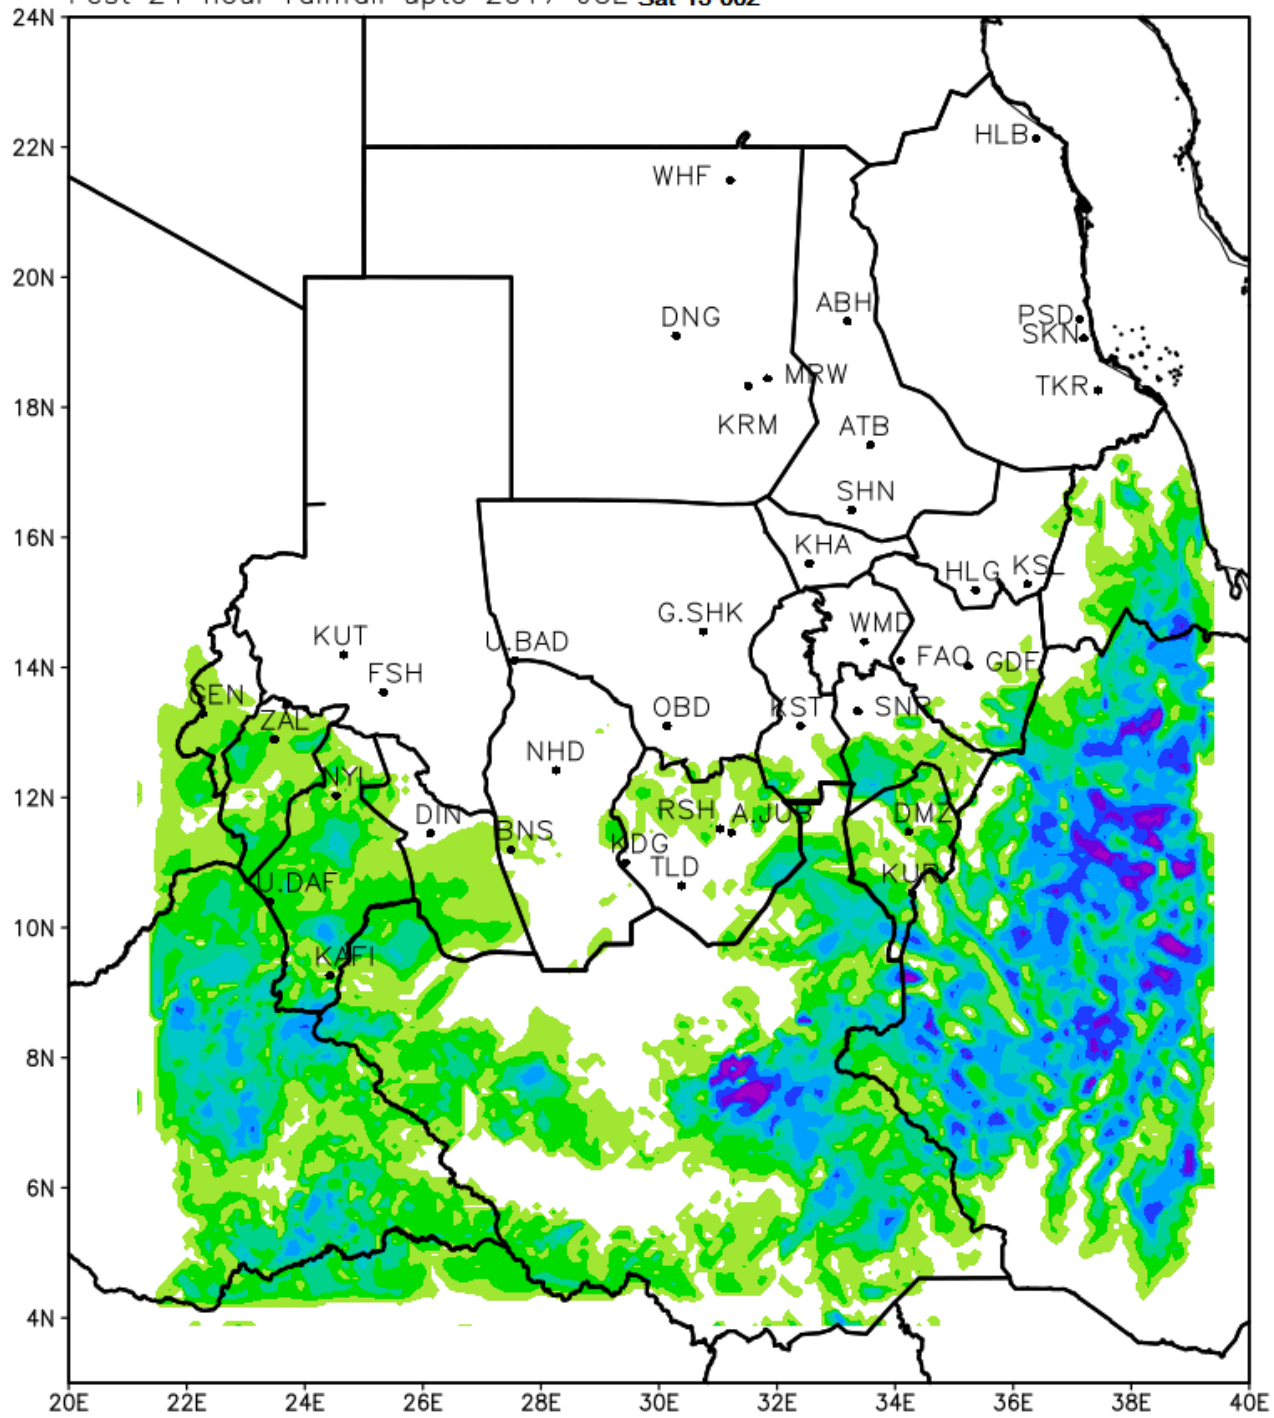 Sat 15 00Z
24N
HLB
22N
WHF
20N
ABH
DNG
PSD
SKN
MRW
TKR
18N
KRM
ATB
SHN
16N
KHA
HLG KSL
G.SHK
WMD
KUT
U.BAD
FAO GDF
14N
FSH
GEN
ZAL
OBD
KST
SNR
NHD
NYL
12N
RSH A.JUB
DMZ
DIN
BNS
KDG
TLD
KUR
U.DAF
10N
KAFI
8N
6N
4N
20E 22E 24E 26E 28E 30E 32E 34E 36E 38E 40E